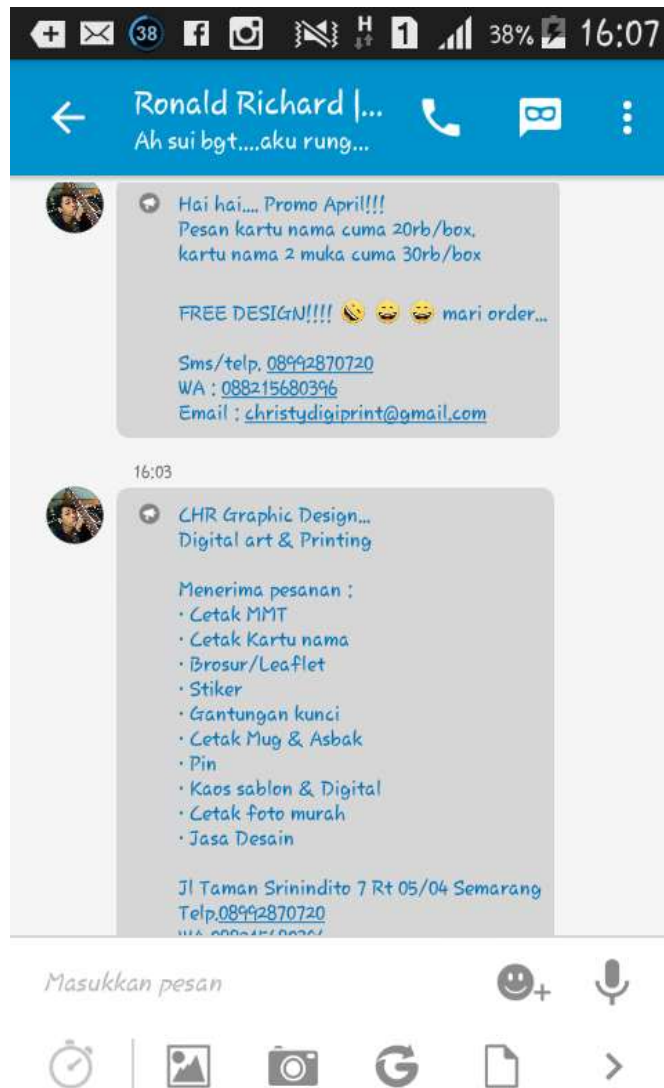 38 H 1 38% 16:07
Ronald Richard |...
Ah sui bgt....aku rung...
Hai hai.... Promo April!!!
Pesan kartu nama cuma 20rb/box,
kartu nama 2 muka cuma 30rb/box
FREE DESIGN!!!! mari order...
Sms/telp. 08992870720
WA : 088215680396
Email : christydigiprint@gmail.com
16:03
CHR Graphic Design...
Digital art & Printing
Menerima pesanan :
· Cetak MMT
· Cetak Kartu nama
· Brosur/Leaflet
· Stiker
· Gantungan kunci
· Cetak Mug & Asbak
· Pin
· Kaos sablon & Digital
· Cetak foto murah
· Jasa Desain
Jl Taman Srinindito 7 Rt 05/04 Semarang
Telp.08992870720
Masukkan pesan